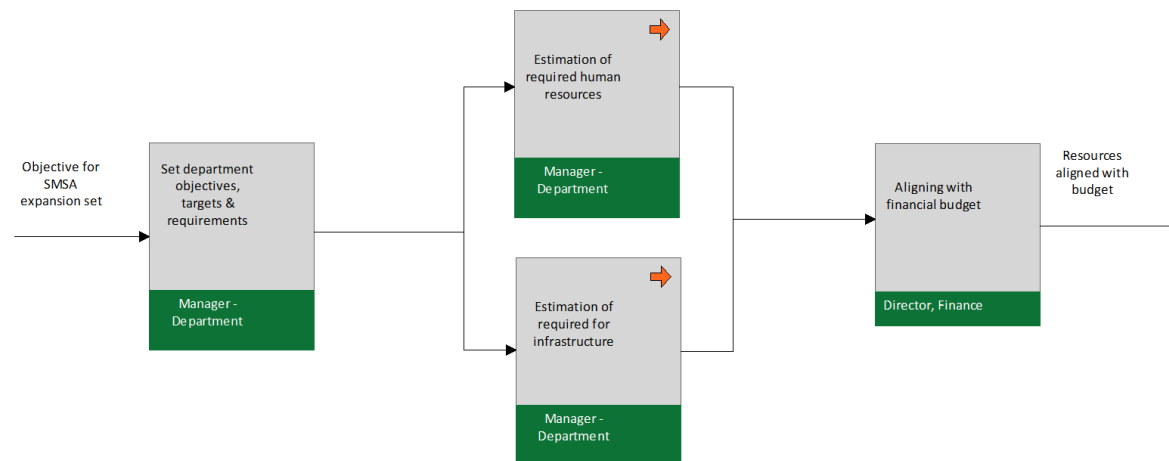 Objective for
SMSA
expansion set
Set department
objectives,
targets &
requirements
Manager -
Department
Estimation of
required human
resources
Manager -
Department
Estimation of
required for
infrastructure
Manager -
Department
Aligning with
financial budget
Director, Finance
Resources
aligned with
budget